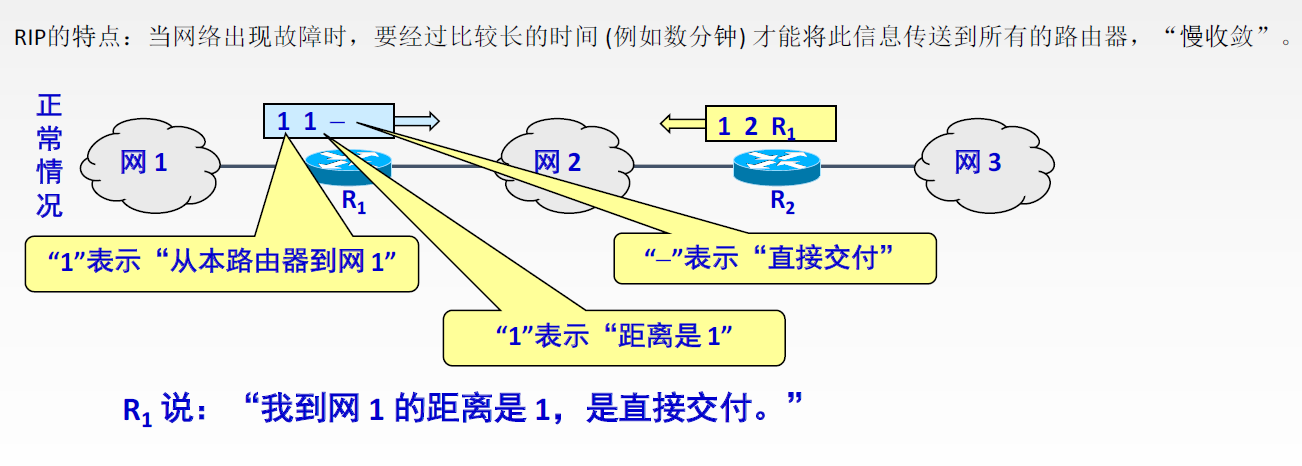 RIP的特点：当网络出现故障时，要经过比较长的时间 (例如数分钟) 才能将此信息传送到所有的路由器，“慢收敛”。
正常情况
1 1 –
1 2 R1
网 1
R1
网 2
R2
网 3
“1”表示“从本路由器到网 1”
“–”表示“直接交付”
“1”表示“距离是 1”
R1 说：“我到网 1 的距离是 1，是直接交付。”